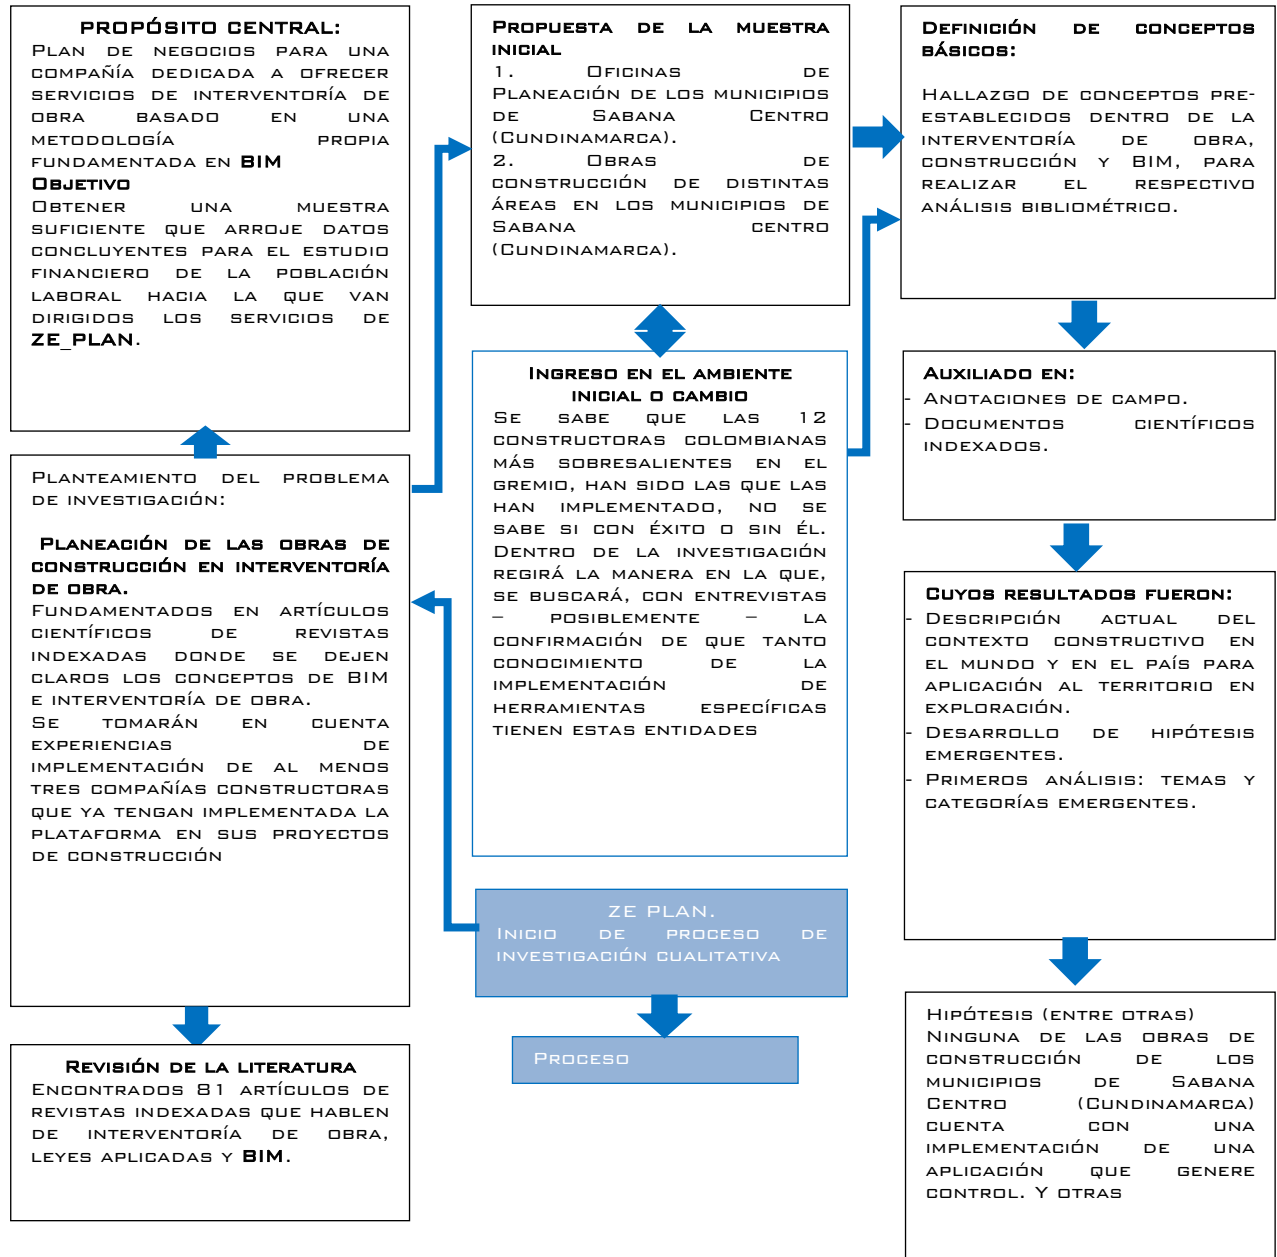 PROPÓSITO CENTRAL:
PLAN DE NEGOCIOS PARA UNA
COMPAÑÍA DEDICADA A OFRECER
SERVICIOS DE INTERVENTORÍA DE
OBRA BASADO EN UNA
METODOLOGÍA PROPIA
FUNDAMENTADA EN BIM
OBJETIVO
OBTENER UNA MUESTRA
SUFICIENTE QUE ARROJE DATOS
CONCLUYENTES PARA EL ESTUDIO
FINANCIERO DE LA POBLACIÓN
LABORAL HACIA LA QUE VAN
DIRIGIDOS LOS SERVICIOS DE
ZE_PLAN.
PLANTEAMIENTO DEL PROBLEMA
DE INVESTIGACIÓN:
PLANEACIÓN DE LAS OBRAS DE
CONSTRUCCIÓN EN INTERVENTORÍA
DE OBRA.
FUNDAMENTADOS EN ARTÍCULOS
CIENTÍFICOS DE REVISTAS
INDEXADAS DONDE SE DEJEN
CLAROS LOS CONCEPTOS DE BIM
E INTERVENTORÍA DE OBRA.
SE TOMARÁN EN CUENTA
EXPERIENCIAS DE
IMPLEMENTACIÓN DE AL MENOS
TRES COMPAÑÍAS CONSTRUCTORAS
QUE YA TENGAN IMPLEMENTADA LA
PLATAFORMA EN SUS PROYECTOS
DE CONSTRUCCIÓN
REVISIÓN DE LA LITERATURA
ENCONTRADOS 81 ARTÍCULOS DE
REVISTAS INDEXADAS QUE HABLEN
DE INTERVENTORÍA DE OBRA,
LEYES APLICADAS Y BIM.
PROPUESTA DE LA MUESTRA
INICIAL
1. OFICINAS DE
PLANEACIÓN DE LOS MUNICIPIOS
DE SABANA CENTRO
(CUNDINAMARCA).
2. OBRAS DE
CONSTRUCCIÓN DE DISTINTAS
ÁREAS EN LOS MUNICIPIOS DE
SABANA CENTRO
(CUNDINAMARCA).
INGRESO EN EL AMBIENTE
INICIAL O CAMBIO
SE SABE QUE LAS 12
CONSTRUCTORAS COLOMBIANAS
MÁS SOBRESALIENTES EN EL
GREMIO, HAN SIDO LAS QUE LAS
HAN IMPLEMENTADO, NO SE
SABE SI CON ÉXITO O SIN ÉL.
DENTRO DE LA INVESTIGACIÓN
REGIRÁ LA MANERA EN LA QUE,
SE BUSCARÁ, CON ENTREVISTAS
– POSIBLEMENTE – LA
CONFIRMACIÓN DE QUE TANTO
CONOCIMIENTO DE LA
IMPLEMENTACIÓN DE
HERRAMIENTAS ESPECÍFICAS
TIENEN ESTAS ENTIDADES
ZE PLAN.
INICIO DE PROCESO DE
INVESTIGACIÓN CUALITATIVA
PROCESO
DEFINICIÓN DE CONCEPTOS
BÁSICOS:
HALLAZGO DE CONCEPTOS PRE-
ESTABLECIDOS DENTRO DE LA
INTERVENTORÍA DE OBRA,
CONSTRUCCIÓN Y BIM, PARA
REALIZAR EL RESPECTIVO
ANÁLISIS BIBLIOMÉTRICO.
AUXILIADO EN:
- ANOTACIONES DE CAMPO.
- DOCUMENTOS CIENTÍFICOS
INDEXADOS.
CUYOS RESULTADOS FUERON:
- DESCRIPCIÓN ACTUAL DEL
CONTEXTO CONSTRUCTIVO EN
EL MUNDO Y EN EL PAÍS PARA
APLICACIÓN AL TERRITORIO EN
EXPLORACIÓN.
- DESARROLLO DE HIPÓTESIS
EMERGENTES.
- PRIMEROS ANÁLISIS: TEMAS Y
CATEGORÍAS EMERGENTES.
HIPÓTESIS (ENTRE OTRAS)
NINGUNA DE LAS OBRAS DE
CONSTRUCCIÓN DE LOS
MUNICIPIOS DE SABANA
CENTRO (CUNDINAMARCA)
CUENTA CON UNA
IMPLEMENTACIÓN DE UNA
APLICACIÓN QUE GENERE
CONTROL. Y OTRAS